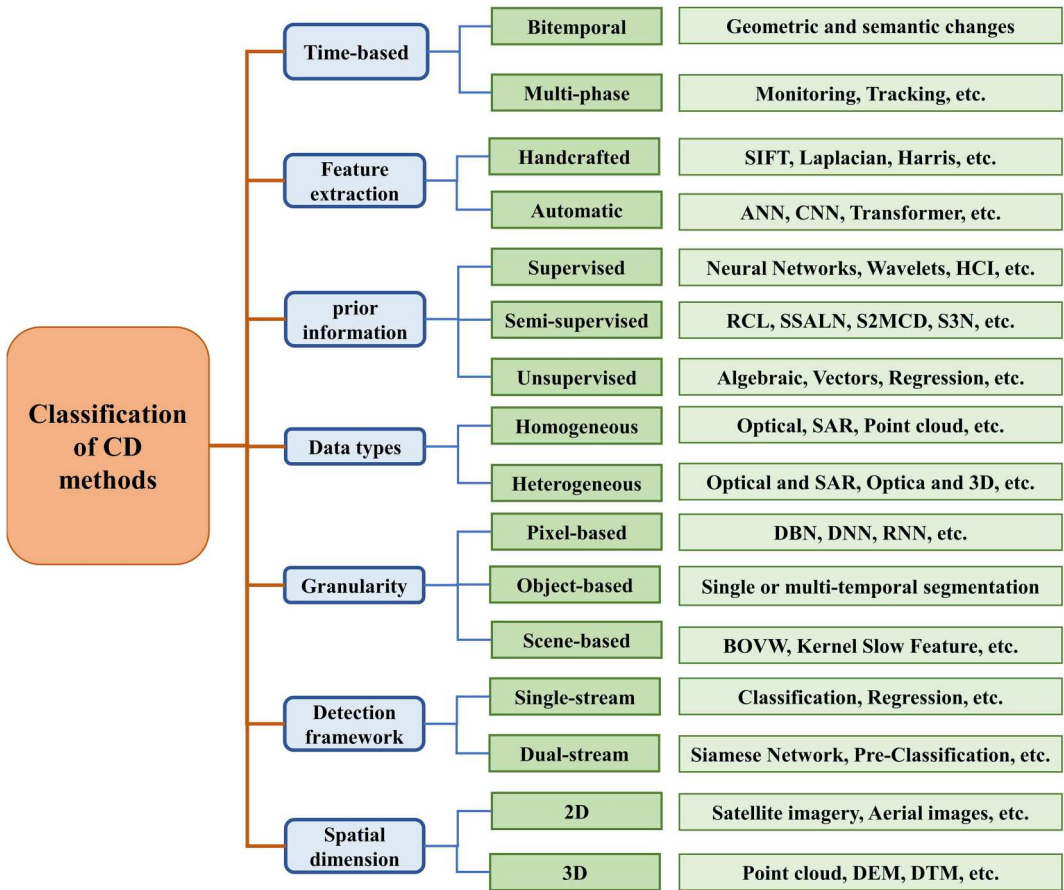 Classification
of CD
methods
Time-based
Bitemporal
Geometric and semantic changes
Multi-phase
Monitoring, Tracking, etc.
Feature
extraction
Handcrafted
SIFT, Laplacian, Harris, etc.
Automatic
ANN, CNN, Transformer, etc.
prior
information
Supervised
Neural Networks, Wavelets, HCI, etc.
Semi-supervised
RCL, SSALN, S2MCD, S3N, etc.
Unsupervised
Algebraic, Vectors, Regression, etc.
Data types
Homogeneous
Optical, SAR, Point cloud, etc.
Heterogeneous
Optical and SAR, Optica and 3D, etc.
Granularity
Pixel-based
DBN, DNN, RNN, etc.
Object-based
Single or multi-temporal segmentation
Scene-based
BOVW, Kernel Slow Feature, etc.
Detection
framework
Single-stream
Classification, Regression, etc.
Dual-stream
Siamese Network, Pre-Classification, etc.
Spatial
dimension
2D
Satellite imagery, Aerial images, etc.
3D
Point cloud, DEM, DTM, etc.